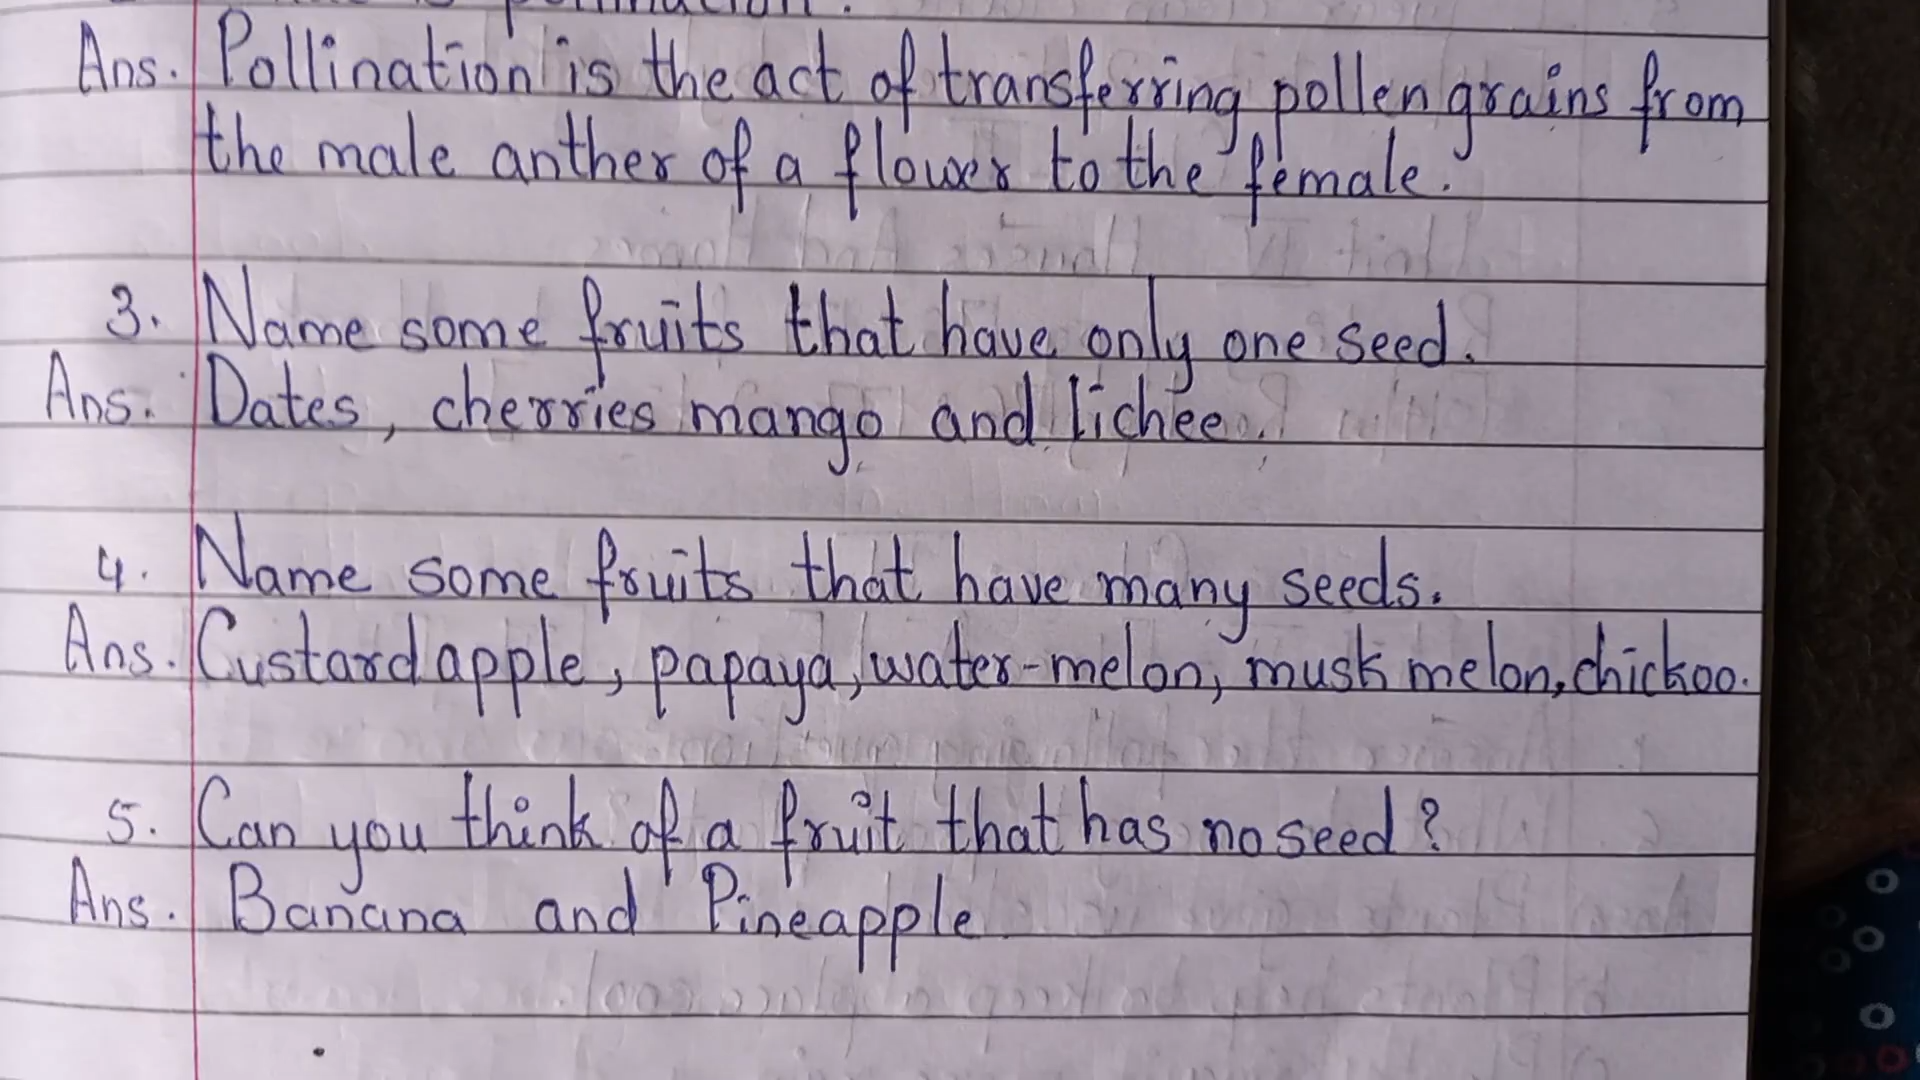 pollination.
Ans. Pollination is the act of transferring pollen grains from
the male anther of a flower to the female.
3. Name some fruits that have only one seed.
Ans. Dates, cherries mango and lichee.
4. Name some fruits that have many seeds.
Ans. Custard apple, papaya, water-melon, musk melon, chickoo.
5. Can you think of a fruit that has no seed?
Ans. Banana and Pineapple